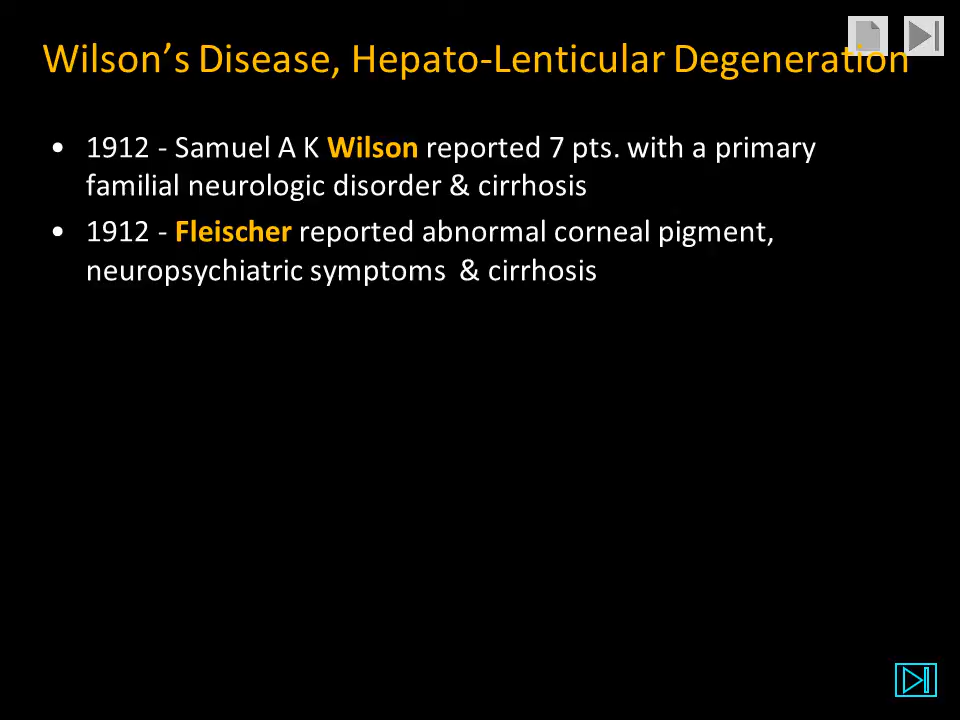 Wilson’s Disease, Hepato-Lenticular Degeneration
• 1912 - Samuel A K Wilson reported 7 pts. with a primary
familial neurologic disorder & cirrhosis
• 1912 - Fleischer reported abnormal corneal pigment,
neuropsychiatric symptoms  & cirrhosis